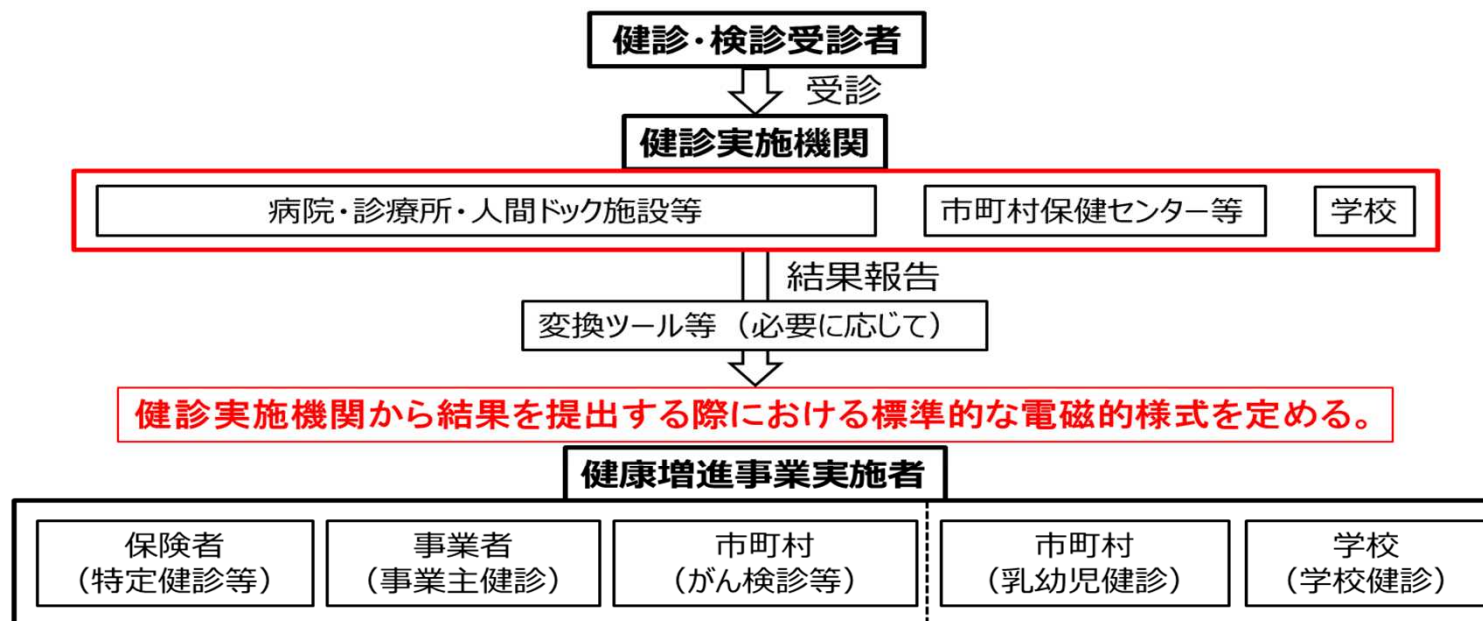 健診・検診受診者
受診
健診実施機関
病院・診療所・人間ドック施設等 市町村保健センター等 学校
結果報告
変換ツール等（必要に応じて）
健診実施機関から結果を提出する際における標準的な電磁的様式を定める。
健康増進事業実施者
保険者
（特定健診等）
事業者
（事業主健診）
市町村
（がん検診等）
市町村
（乳幼児健診）
学校
（学校健診）